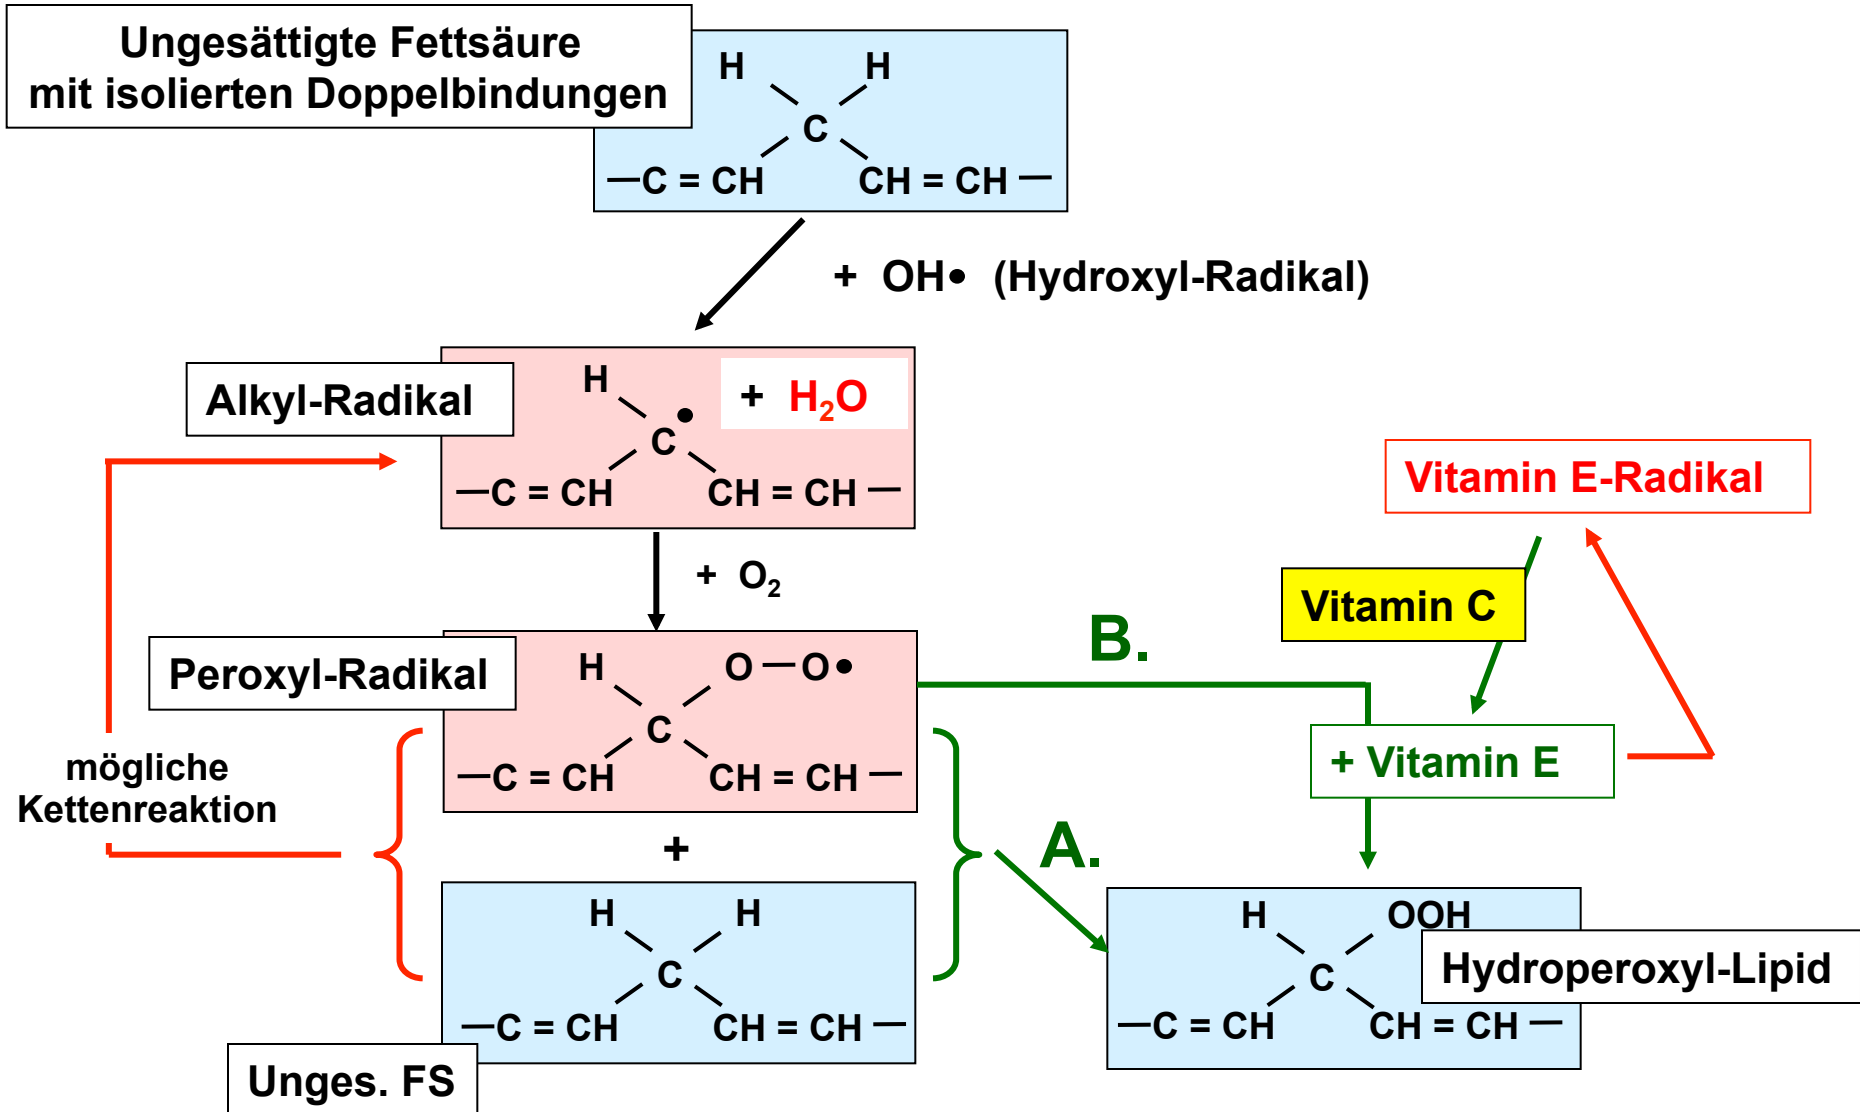 Ungesättigte Fettsäure
mit isolierten Doppelbindungen
H H
C
—C = CH CH = CH —
+ OH• (Hydroxyl-Radikal)
Alkyl-Radikal
H
+ H₂O
C•
—C = CH CH = CH —
+ O₂
Vitamin E-Radikal
Vitamin C
B.
Peroxyl-Radikal
H O — O•
C
—C = CH CH = CH —
+ Vitamin E
mögliche
Kettenreaktion
+
A.
H H
C
—C = CH CH = CH —
Unges. FS
H OOH
C
—C = CH CH = CH —
Hydroperoxyl-Lipid